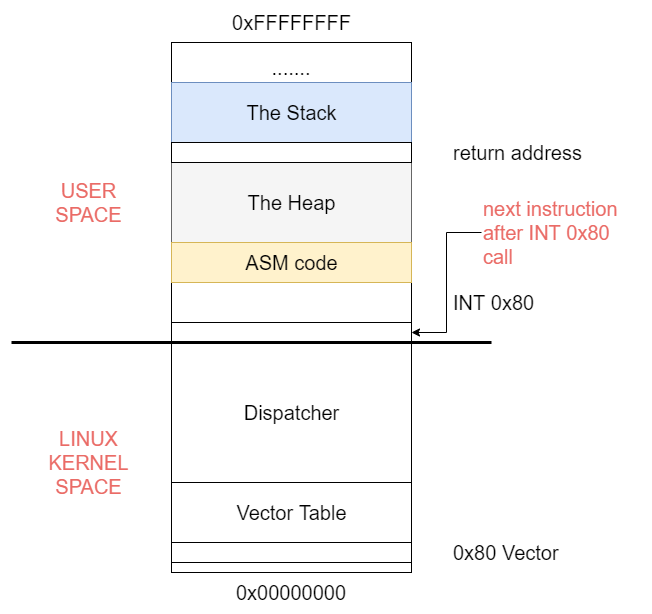 0xFFFFFFFF
.......
The Stack
return address
USER
SPACE
The Heap
next instruction
after INT 0x80
call
ASM code
INT 0x80
Dispatcher
LINUX
KERNEL
SPACE
Vector Table
0x80 Vector
0x00000000